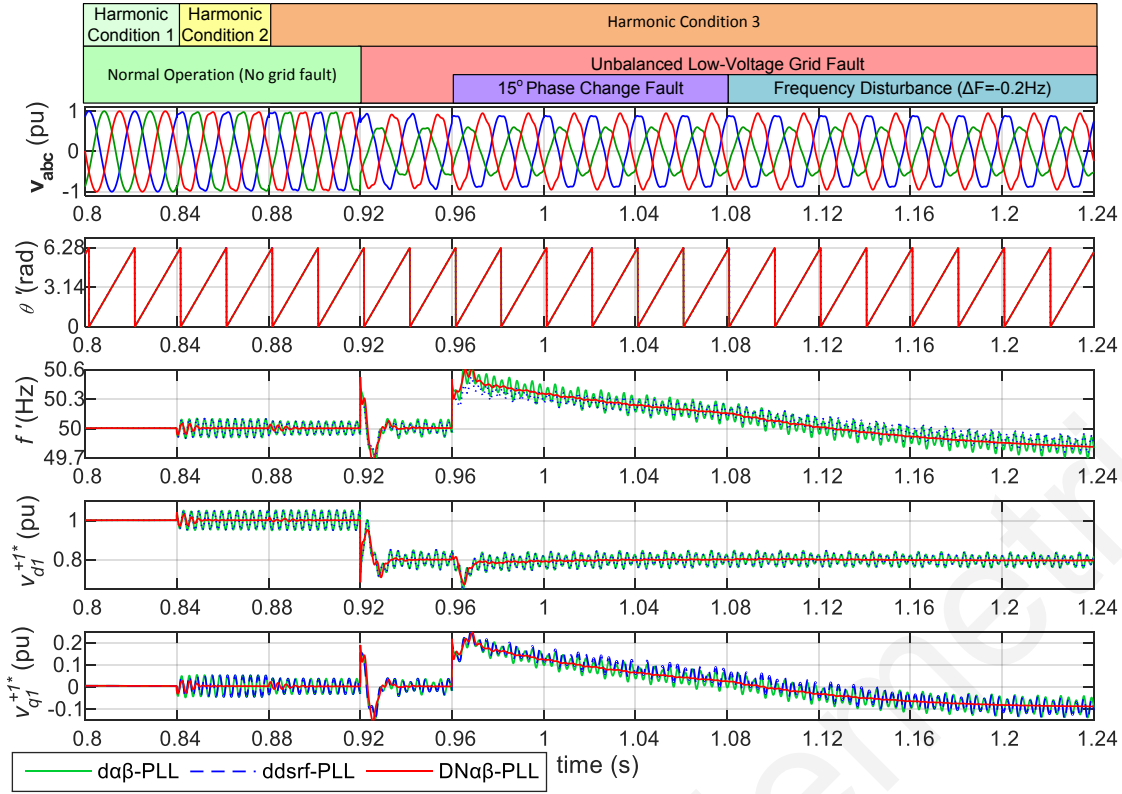 Harmonic
Condition 1
Harmonic
Condition 2
Harmonic Condition 3
Normal Operation (No grid fault)
Unbalanced Low-Voltage Grid Fault
15° Phase Change Fault
Frequency Disturbance (ΔF=-0.2Hz)
v_abc (pu)
1
0
-1
0.8 0.84 0.88 0.92 0.96 1 1.04 1.08 1.12 1.16 1.2 1.24
θ′(rad)
6.28
3.14
0
0.8 0.84 0.88 0.92 0.96 1 1.04 1.08 1.12 1.16 1.2 1.24
f′(Hz)
50.6
50.3
50
49.7
0.8 0.84 0.88 0.92 0.96 1 1.04 1.08 1.12 1.16 1.2 1.24
v_d1^+1* (pu)
1
0.8
0.8 0.84 0.88 0.92 0.96 1 1.04 1.08 1.12 1.16 1.2 1.24
v_q1^+1* (pu)
0.2
0.1
0
-0.1
0.8 0.84 0.88 0.92 0.96 1 1.04 1.08 1.12 1.16 1.2 1.24
dαβ-PLL ddsrf-PLL DNαβ-PLL
time (s)